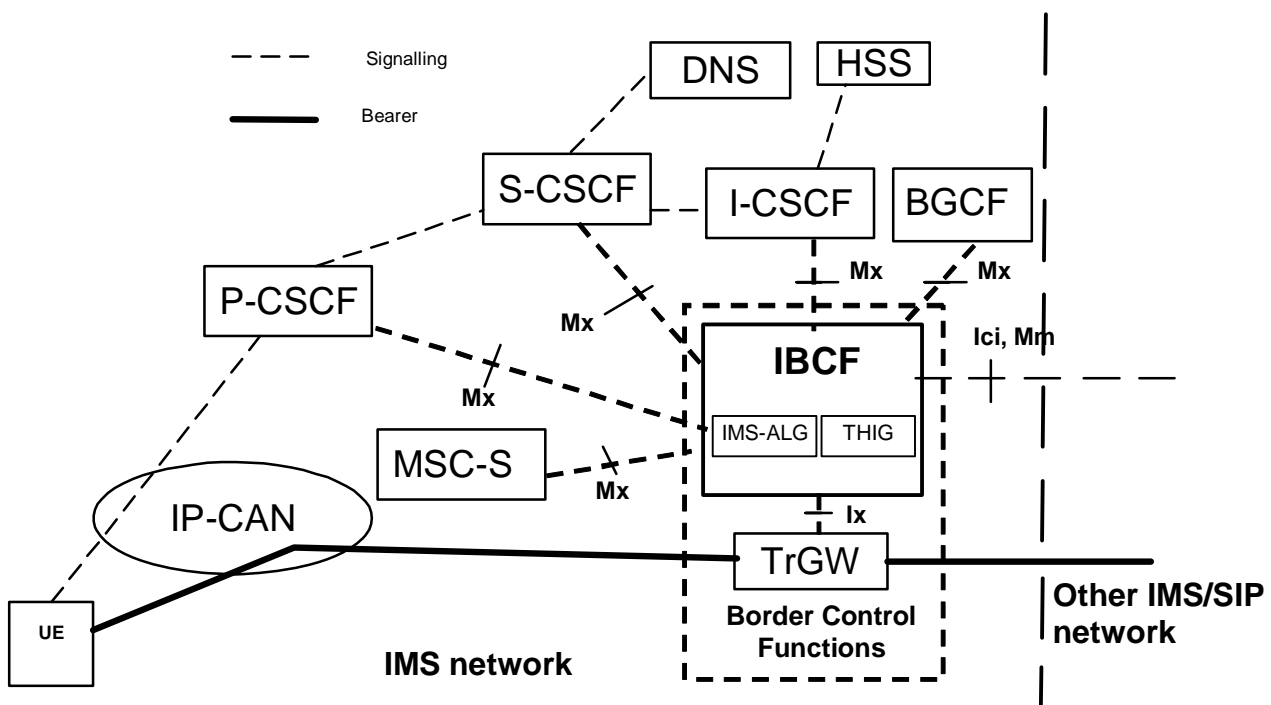 Signalling
Bearer
DNS
HSS
S-CSCF
I-CSCF
BGCF
P-CSCF
Mx
Mx
Mx
Mx
Ici, Mm
IBCF
IMS-ALG
THIG
MSC-S
Mx
IP-CAN
Ix
TrGW
UE
Border Control
Functions
Other IMS/SIP
network
IMS network